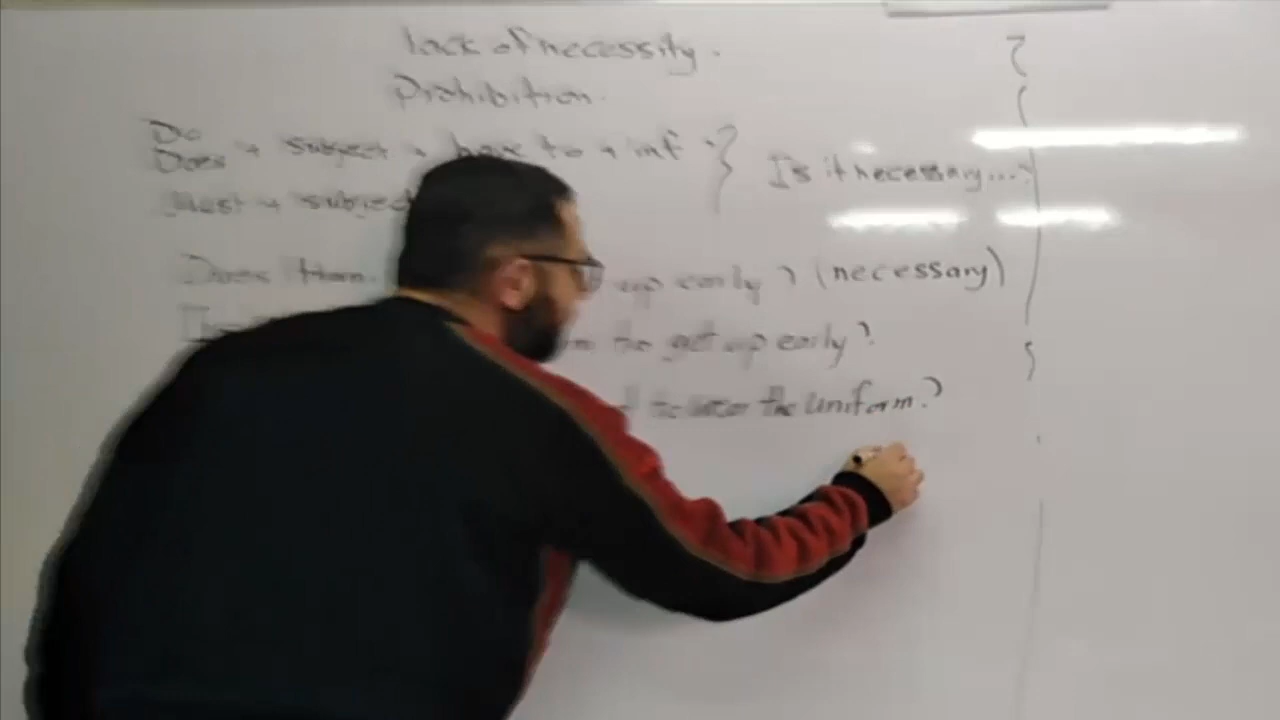 lack of necessity.
Prohibition.
Do
Does + subject + have to + inf } Is it necessary...?
Must + subject
Does up early ? (necessary)
to get up early?
to wear the uniform?